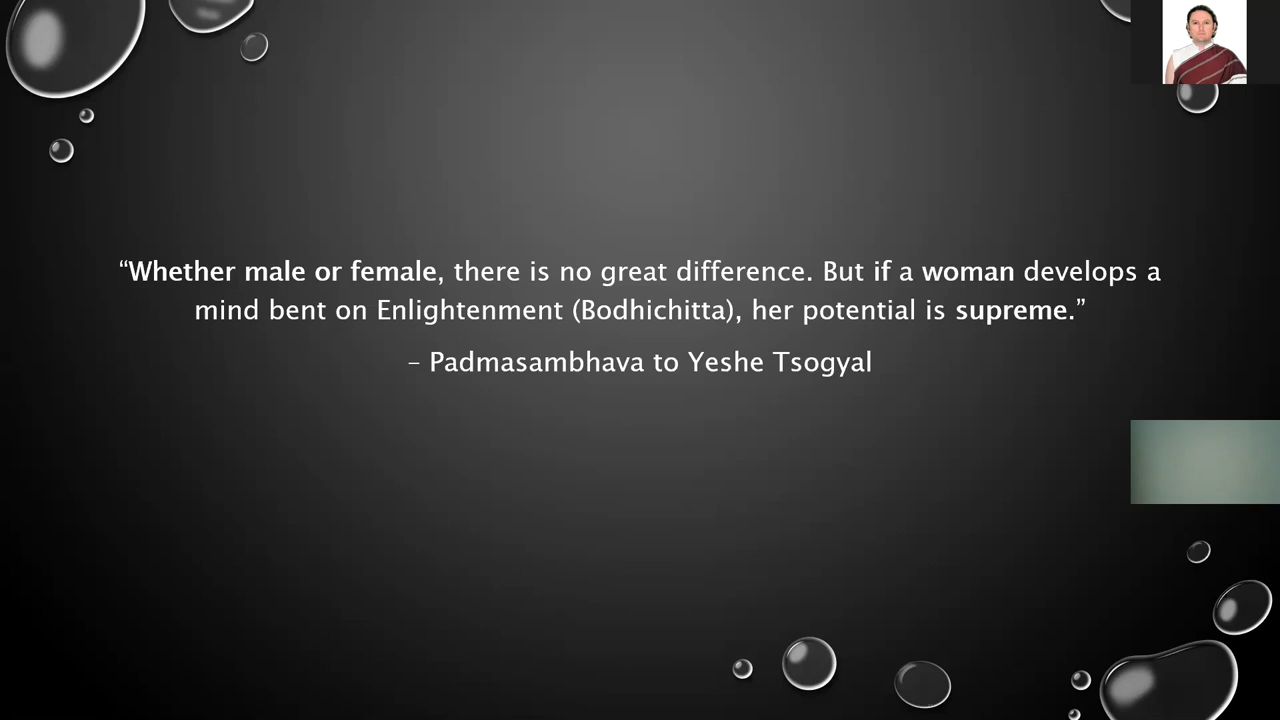 “Whether male or female, there is no great difference. But if a woman develops a
mind bent on Enlightenment (Bodhichitta), her potential is supreme.”
– Padmasambhava to Yeshe Tsogyal